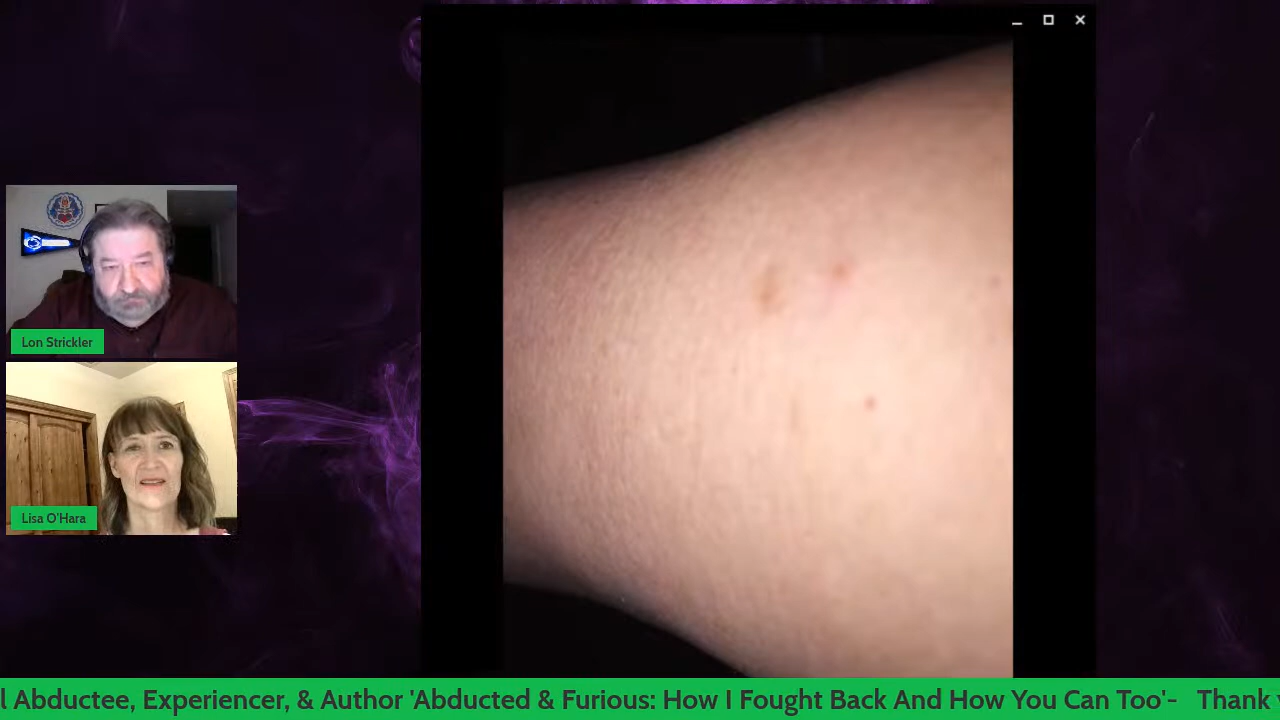 Lon Strickler
Lisa O'Hara
l Abductee, Experiencer, & Author 'Abducted & Furious: How I Fought Back And How You Can Too'- Thank